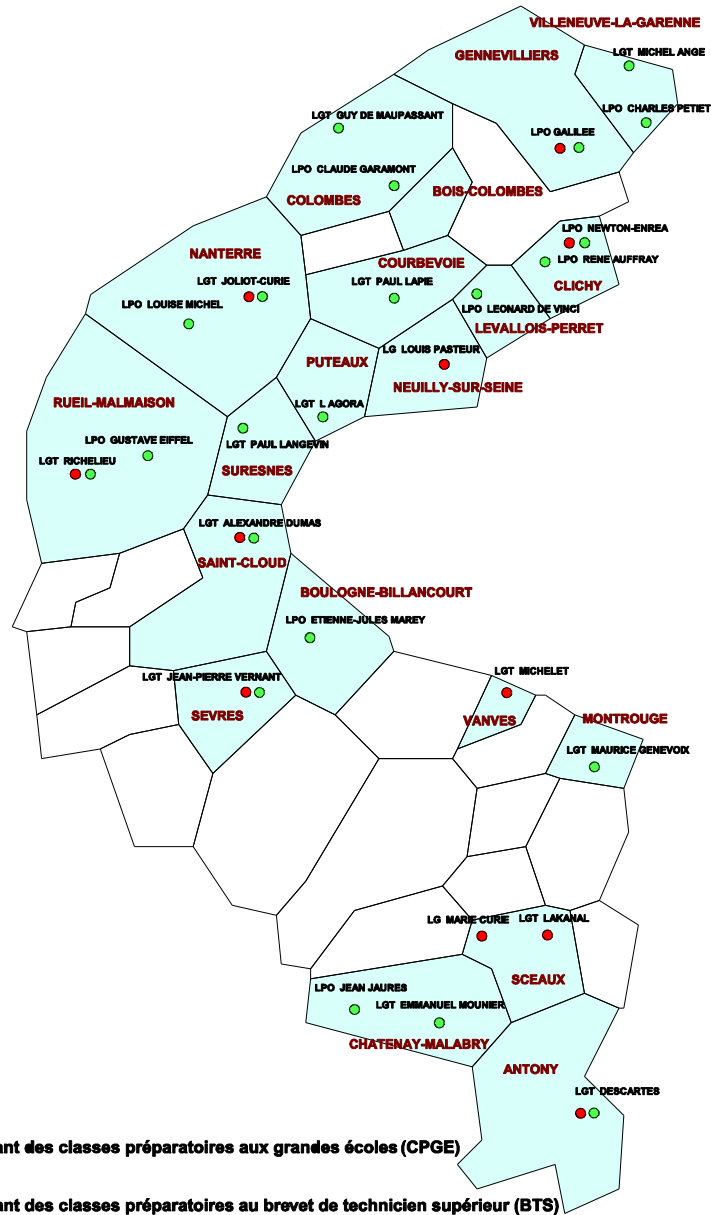 VILLENEUVE-LA-GARENNE
LGT MICHEL ANGE
GENNEVILLIERS
LPO CHARLES PETIET
LGT GUY DE MAUPASSANT
LPO GALILEE
LPO CLAUDE GARAMONT
BOIS-COLOMBES
COLOMBES
LPO NEWTON-ENREA
NANTERRE
COURBEVOIE
LPO RENE AUFFRAY
LGT JOLIOT-CURIE
LGT PAUL LAPIE
CLICHY
LPO LOUISE MICHEL
LPO LEONARD DE VINCI
LEVALLOIS-PERRET
LG LOUIS PASTEUR
PUTEAUX
NEUILLY-SUR-SEINE
RUEIL-MALMAISON
LGT L AGORA
LPO GUSTAVE EIFFEL
LGT PAUL LANGEVIN
LGT RICHELIEU
SURESNES
LGT ALEXANDRE DUMAS
SAINT-CLOUD
BOULOGNE-BILLANCOURT
LPO ETIENNE-JULES MAREY
LGT JEAN-PIERRE VERNANT
LGT MICHELET
SEVRES
VANVES
MONTROUGE
LGT MAURICE GENEVOIX
LG MARIE CURIE
LGT LAKANAL
SCEAUX
LPO JEAN JAURES
LGT EMMANUEL MOUNIER
CHATENAY-MALABRY
ANTONY
LGT DESCARTES
ant des classes préparatoires aux grandes écoles (CPGE)
ant des classes préparatoires au brevet de technicien supérieur (BTS)